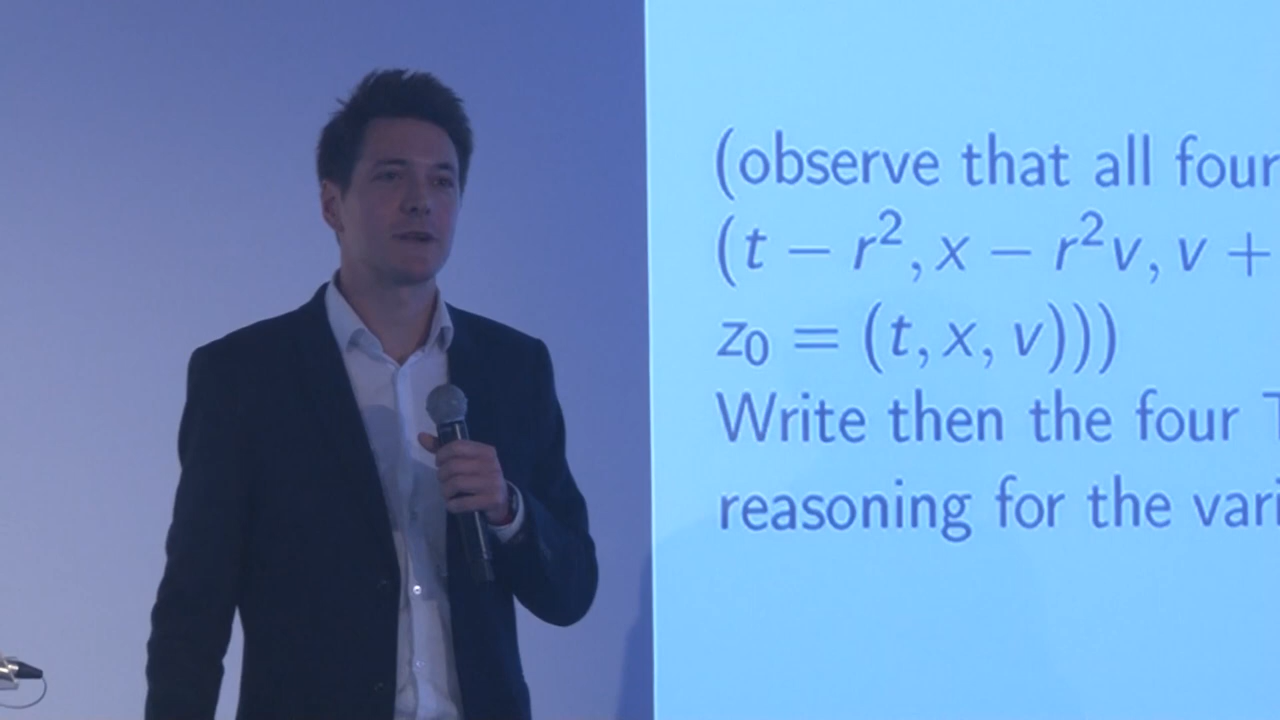 (observe that all four
(t − r², x − r²v, v +
z₀ = (t, x, v)))
Write then the four
reasoning for the vari